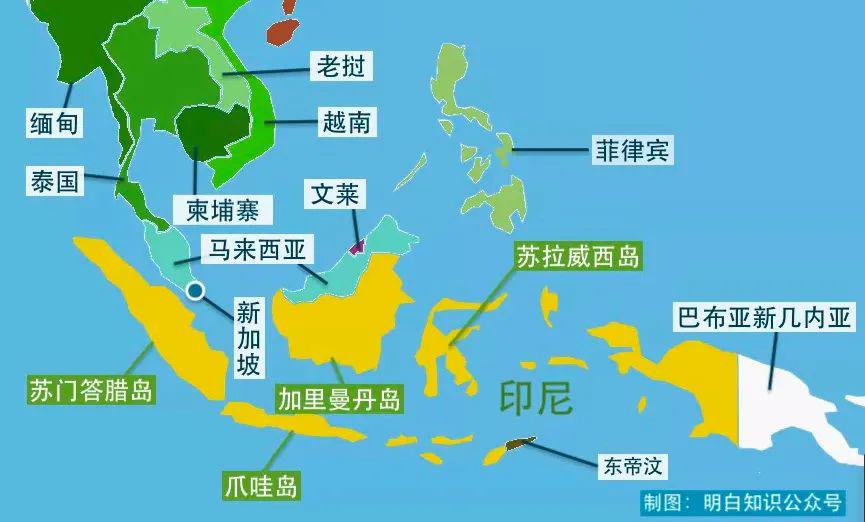 老挝
缅甸
越南
菲律宾
泰国
柬埔寨
文莱
马来西亚
苏拉威西岛
新加坡
巴布亚新几内亚
苏门答腊岛
加里曼丹岛
印尼
东帝汶
爪哇岛
制图：明白知识公众号